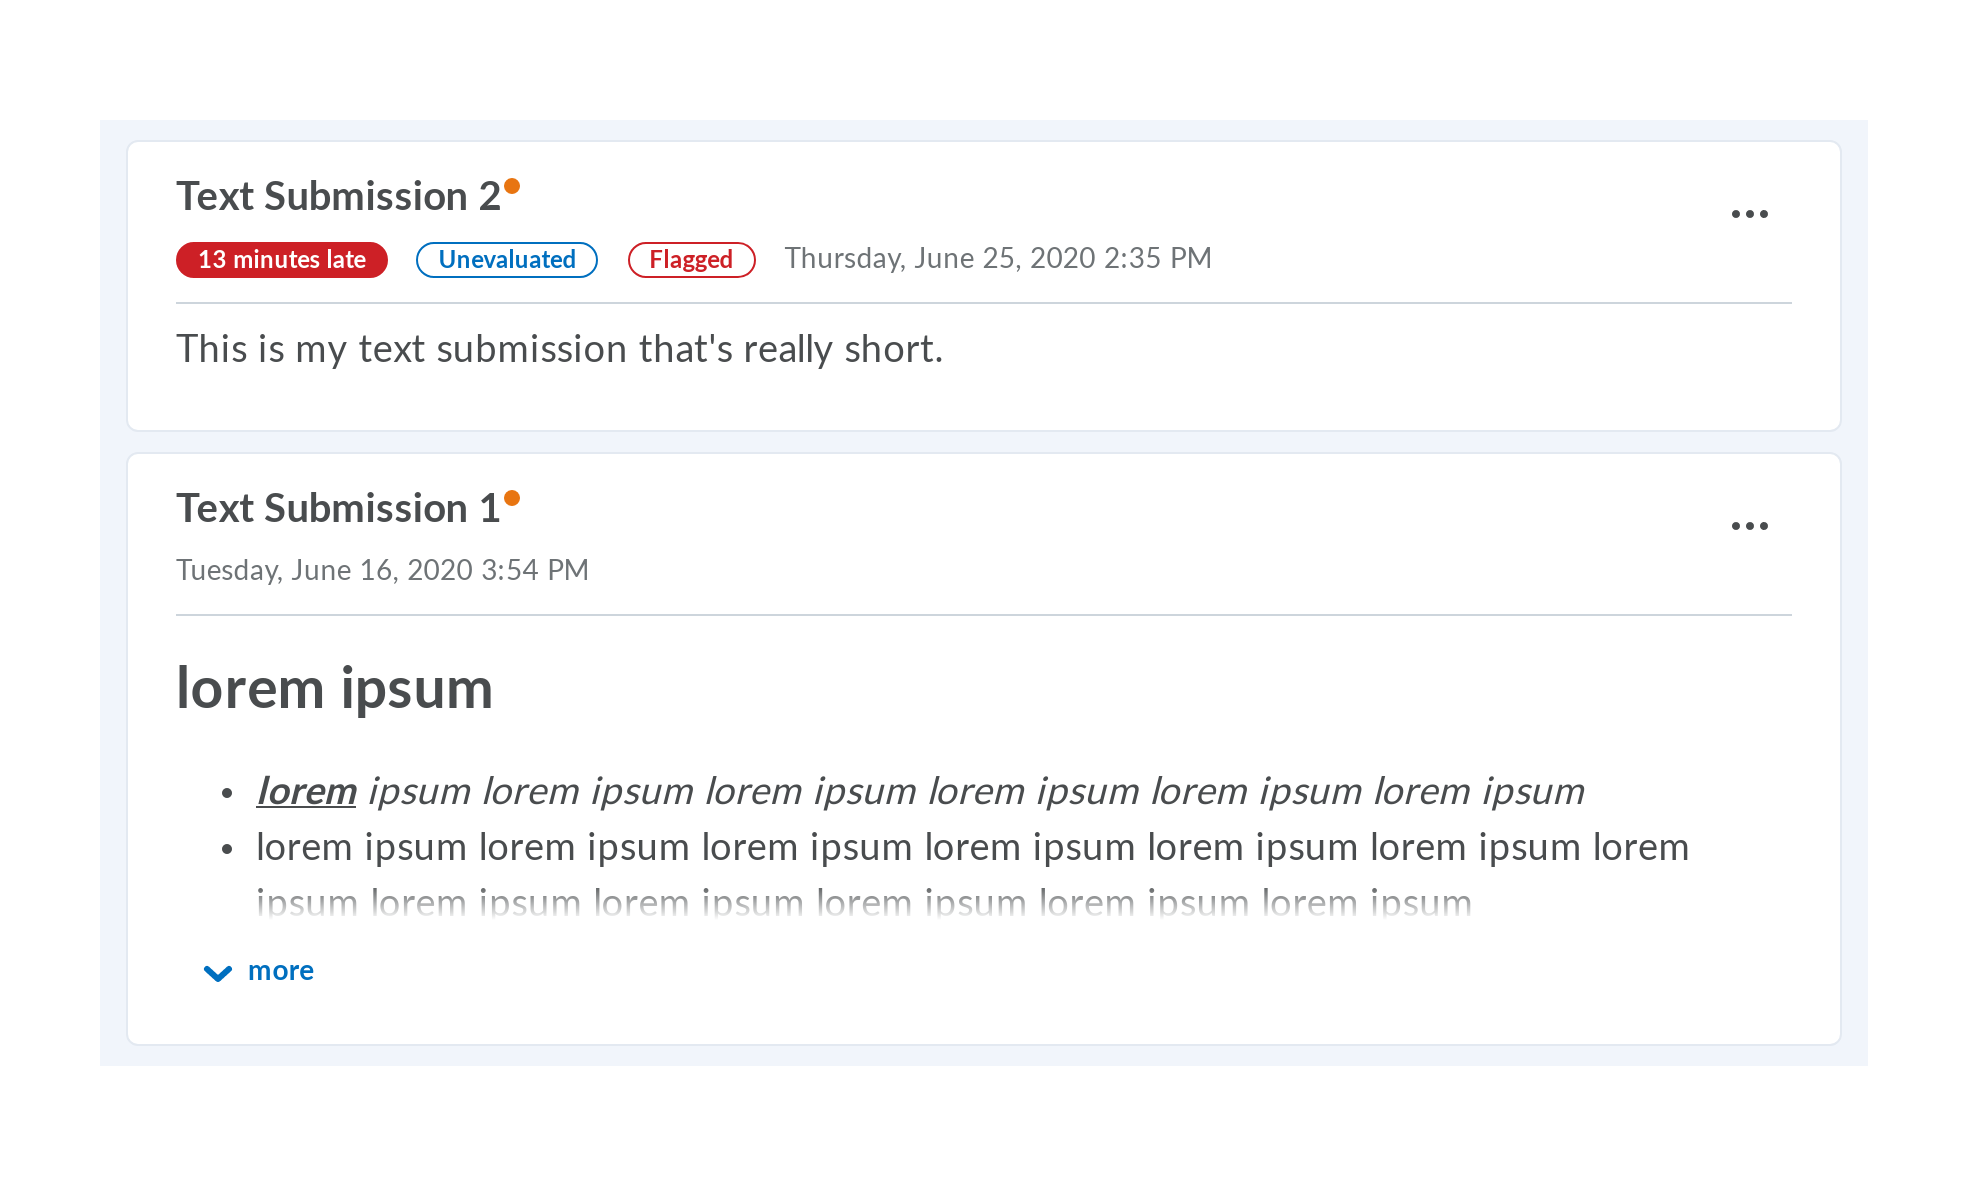 Text Submission 2
13 minutes late Unevaluated Flagged Thursday, June 25, 2020 2:35 PM
This is my text submission that's really short.
Text Submission 1
Tuesday, June 16, 2020 3:54 PM
lorem ipsum
lorem ipsum lorem ipsum lorem ipsum lorem ipsum lorem ipsum lorem ipsum
lorem ipsum lorem ipsum lorem ipsum lorem ipsum lorem ipsum lorem ipsum lorem
ipsum lorem ipsum lorem ipsum lorem ipsum lorem ipsum lorem ipsum
more